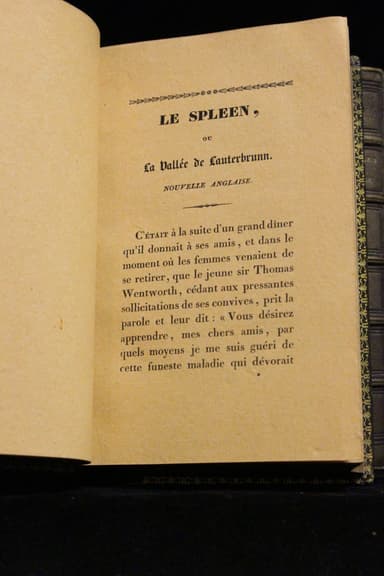 LE SPLEEN,
ou
La Vallée de Lauterbrunn.
NOUVELLE ANGLAISE.
C'ÉTAIT à la suite d'un grand dîner
qu'il donnait à ses amis, et dans le
moment où les femmes venaient de
se retirer, que le jeune sir Thomas
Wentworth, cédant aux pressantes
sollicitations de ses convives, prit la
parole et leur dit : « Vous désirez
apprendre, mes chers amis, par
quels moyens je me suis guéri de
cette funeste maladie qui dévorait